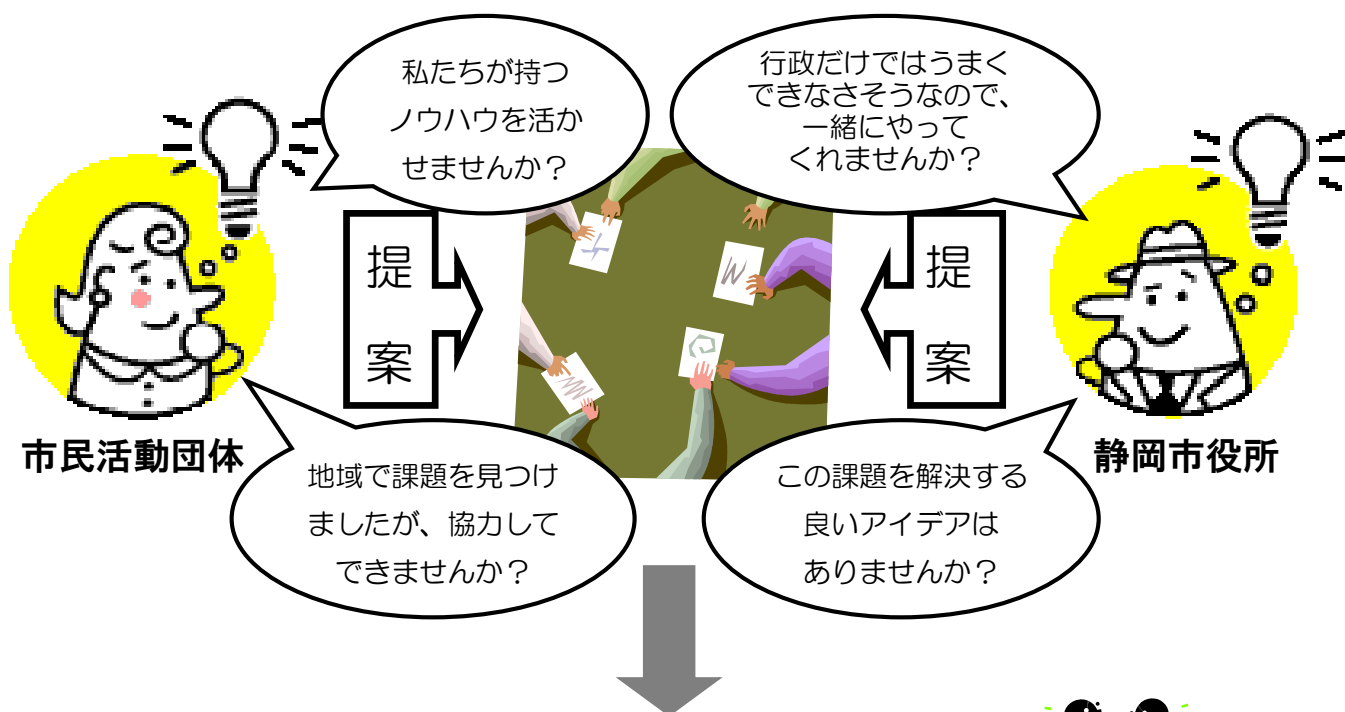 私たちが持つ
ノウハウを活か
せませんか？
行政だけではうまく
できなさそうなので、
一緒にやって
くれませんか？
提
案
提
案
市民活動団体
静岡市役所
地域で課題を見つけ
ましたが、協力して
できませんか？
この課題を解決する
良いアイデアは
ありませんか？